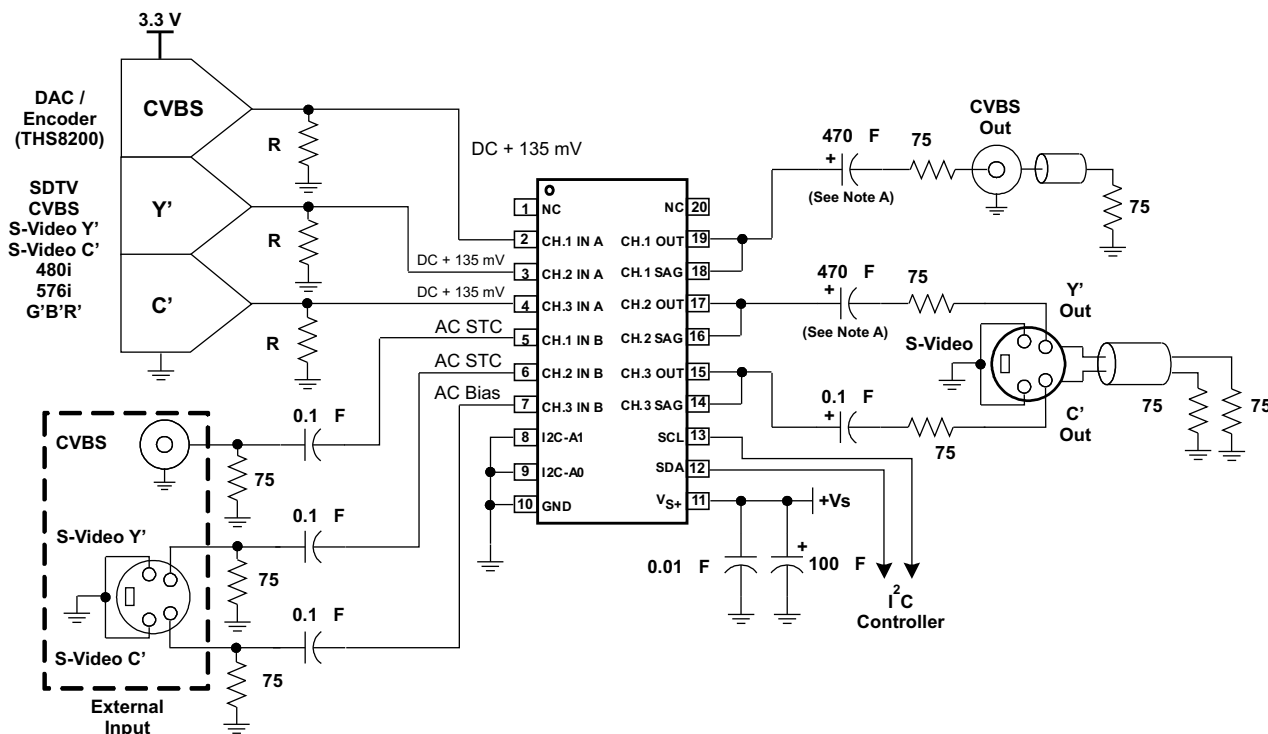 3.3 V
DAC /
Encoder
(THS8200)
SDTV
CVBS
S-Video Y'
S-Video C'
480i
576i
G'B'R'
CVBS
Y'
C'
R
R
R
DC + 135 mV
DC + 135 mV
DC + 135 mV
AC STC
AC STC
AC Bias
1 NC
2 CH.1 IN A
3 CH.2 IN A
4 CH.3 IN A
5 CH.1 IN B
6 CH.2 IN B
7 CH.3 IN B
8 I2C-A1
9 I2C-A0
10 GND
NC 20
CH.1 OUT 19
CH.1 SAG 18
CH.2 OUT 17
CH.2 SAG 16
CH.3 OUT 15
CH.3 SAG 14
SCL 13
SDA 12
VS+ 11
470 F
+
(See Note A)
75
CVBS
Out
75
470 F
+
(See Note A)
75
Y'
Out
S-Video
0.1 F
+
75
C'
Out
75
75
+Vs
0.01 F
+
100 F
I2C
Controller
CVBS
0.1 F
75
S-Video Y'
0.1 F
75
S-Video C'
0.1 F
75
External
Input